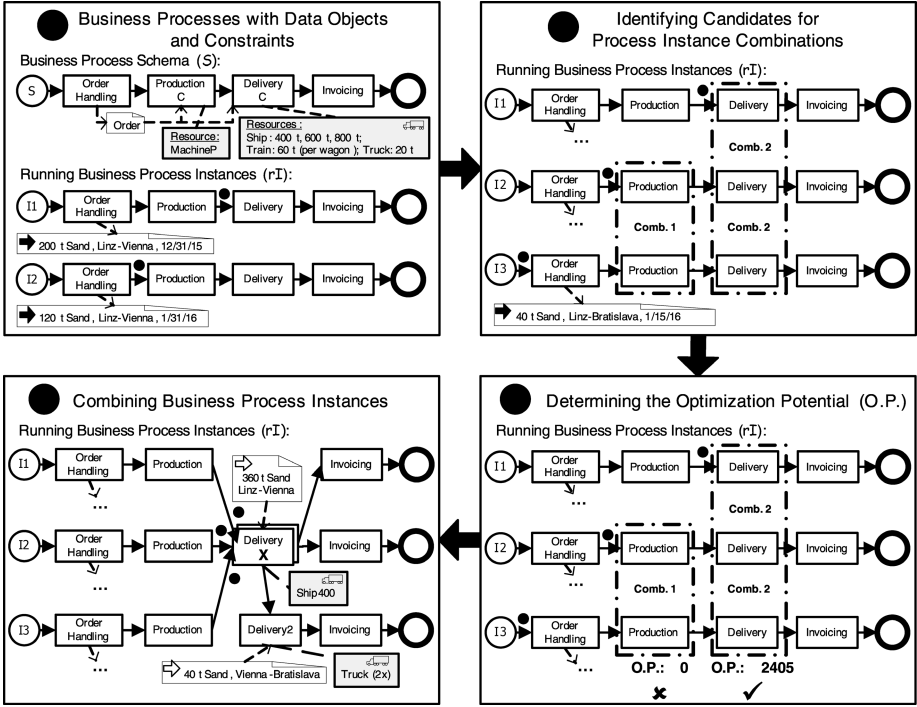 Business Processes with Data Objects
and Constraints
Business Process Schema (S):
S
Order
Handling
Production
C
Delivery
C
Invoicing
Order
Resource:
MachineP
Resources :
Ship : 400 t, 600 t, 800 t;
Train: 60 t (per wagon ); Truck: 20 t
Running Business Process Instances (rI):
I1
Order
Handling
Production
Delivery
Invoicing
200 t Sand , Linz-Vienna , 12/31/15
I2
Order
Handling
Production
Delivery
Invoicing
120 t Sand , Linz-Vienna , 1/31/16
Identifying Candidates for
Process Instance Combinations
Running Business Process Instances (rI):
I1
Order
Handling
Production
Delivery
Invoicing
...
Comb. 2
I2
Order
Handling
Production
Delivery
Invoicing
...
Comb. 1
Comb. 2
I3
Order
Handling
Production
Delivery
Invoicing
40 t Sand , Linz-Bratislava , 1/15/16
Combining Business Process Instances
Running Business Process Instances (rI):
I1
Order
Handling
Production
Invoicing
...
360 t Sand
Linz -Vienna
I2
Order
Handling
Production
Delivery
X
Invoicing
...
Ship 400
I3
Order
Handling
Production
Delivery2
Invoicing
...
40 t Sand , Vienna -Bratislava
Truck (2x)
Determining the Optimization Potential (O.P.)
Running Business Process Instances (rI):
I1
Order
Handling
Production
Delivery
Invoicing
...
Comb. 2
I2
Order
Handling
Production
Delivery
Invoicing
...
Comb. 1
Comb. 2
I3
Order
Handling
Production
Delivery
Invoicing
...
O.P.: 0
O.P.: 2405